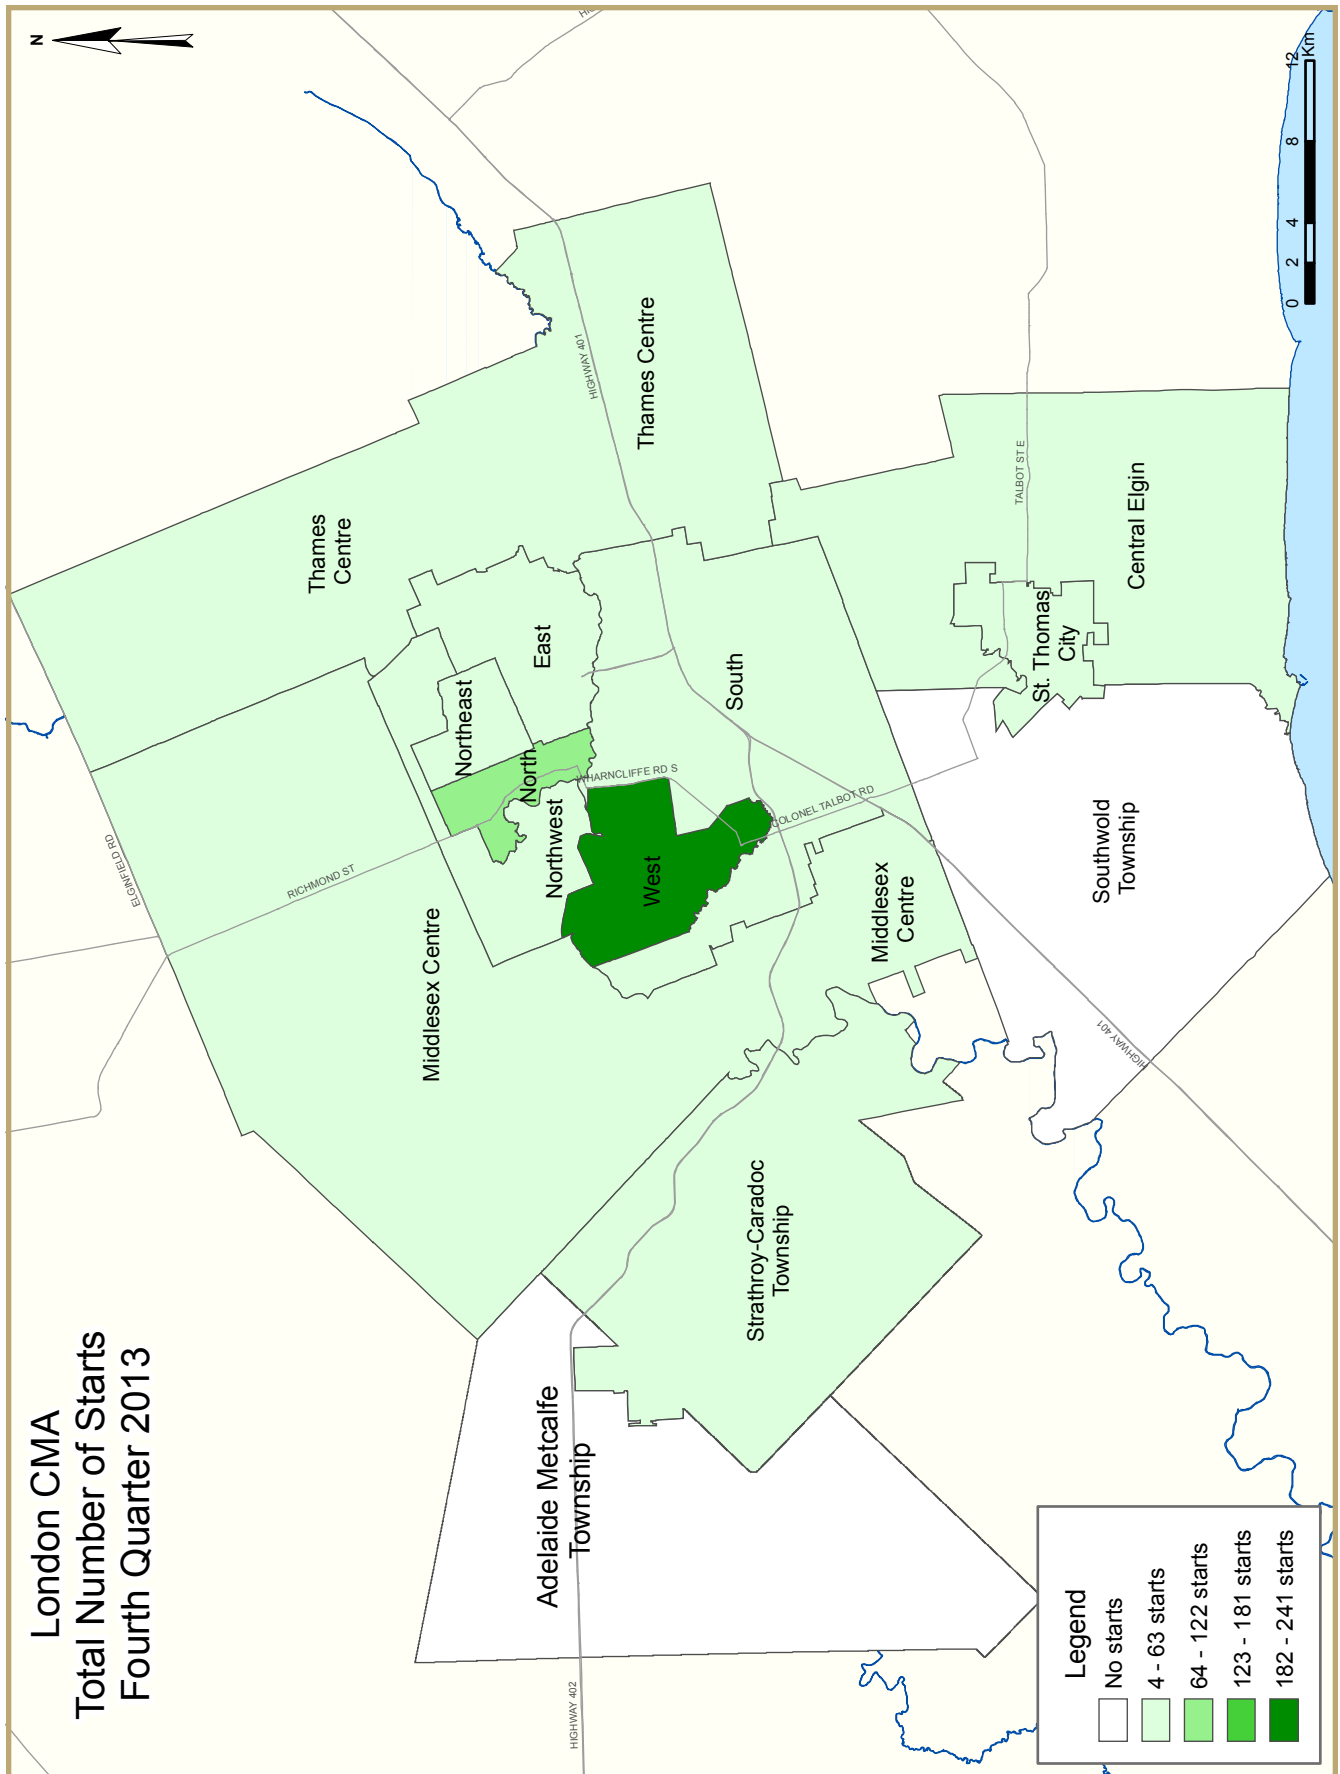 London CMA
Total Number of Starts
Fourth Quarter 2013
N
ELGINFIELD RD
RICHMOND ST
Thames
Centre
Middlesex Centre
Northeast
North
East
Northwest
West
WHARNCLIFFE RD S
HIGHWAY 401
Thames Centre
South
COLONEL TALBOT RD
Middlesex
Centre
Adelaide Metcalfe
Township
HIGHWAY 402
Strathroy-Caradoc
Township
TALBOT ST E
St. Thomas
City
Central Elgin
Southwold
Township
HIGHWAY 401
Legend
No starts
4 - 63 starts
64 - 122 starts
123 - 181 starts
182 - 241 starts
0 2 4 8 12
Km